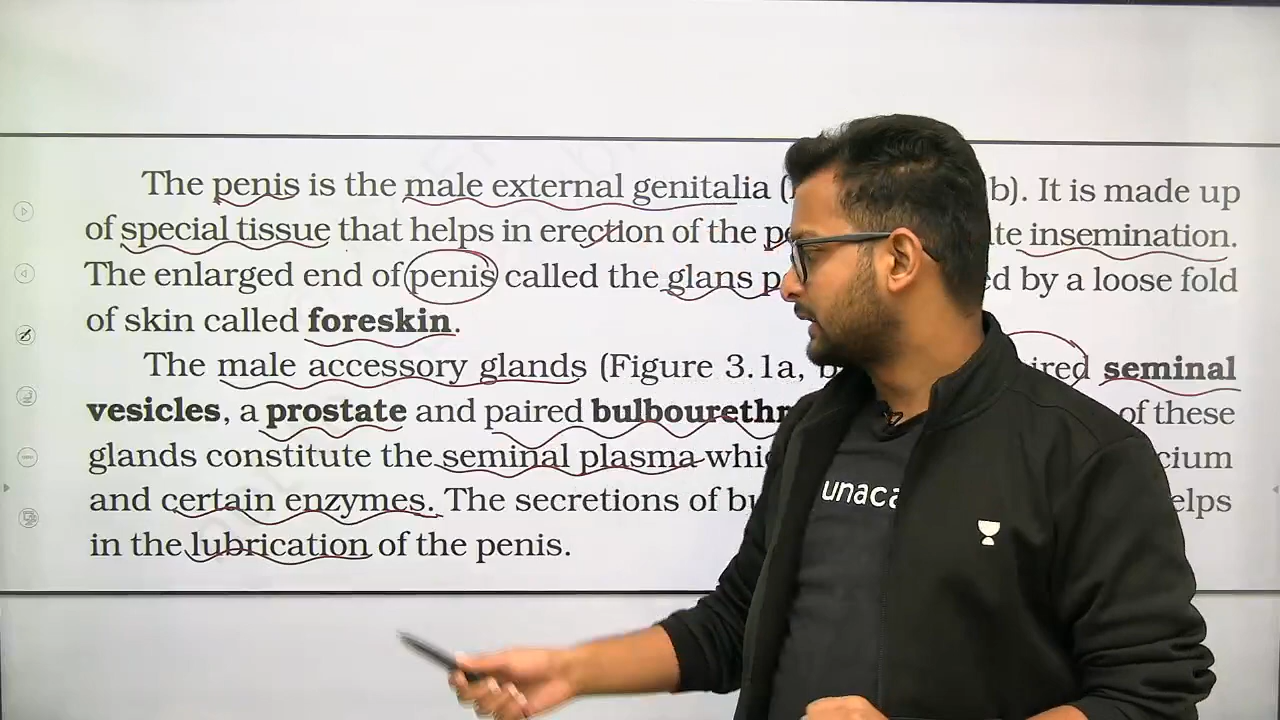 The penis is the male external genitalia ( b). It is made up
of special tissue that helps in erection of the te insemination.
The enlarged end of penis called the glans p ed by a loose fold
of skin called foreskin.
The male accessory glands (Figure 3.1a, b ired seminal
vesicles, a prostate and paired bulbourethr of these
glands constitute the seminal plasma whic cium
and certain enzymes. The secretions of bu elps
in the lubrication of the penis.
unaca